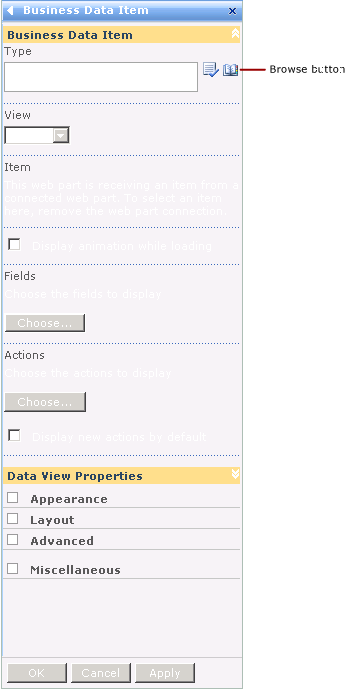 Business Data Item
Business Data Item
Type
Browse button
View
Item
This web part is receiving an item from a
connected web part. To select an item
here, remove the web part connection.
Display animation while loading
Fields
Choose the fields to display
Choose...
Actions
Choose the actions to display
Choose...
Display new actions by default
Data View Properties
Appearance
Layout
Advanced
Miscellaneous
OK Cancel Apply